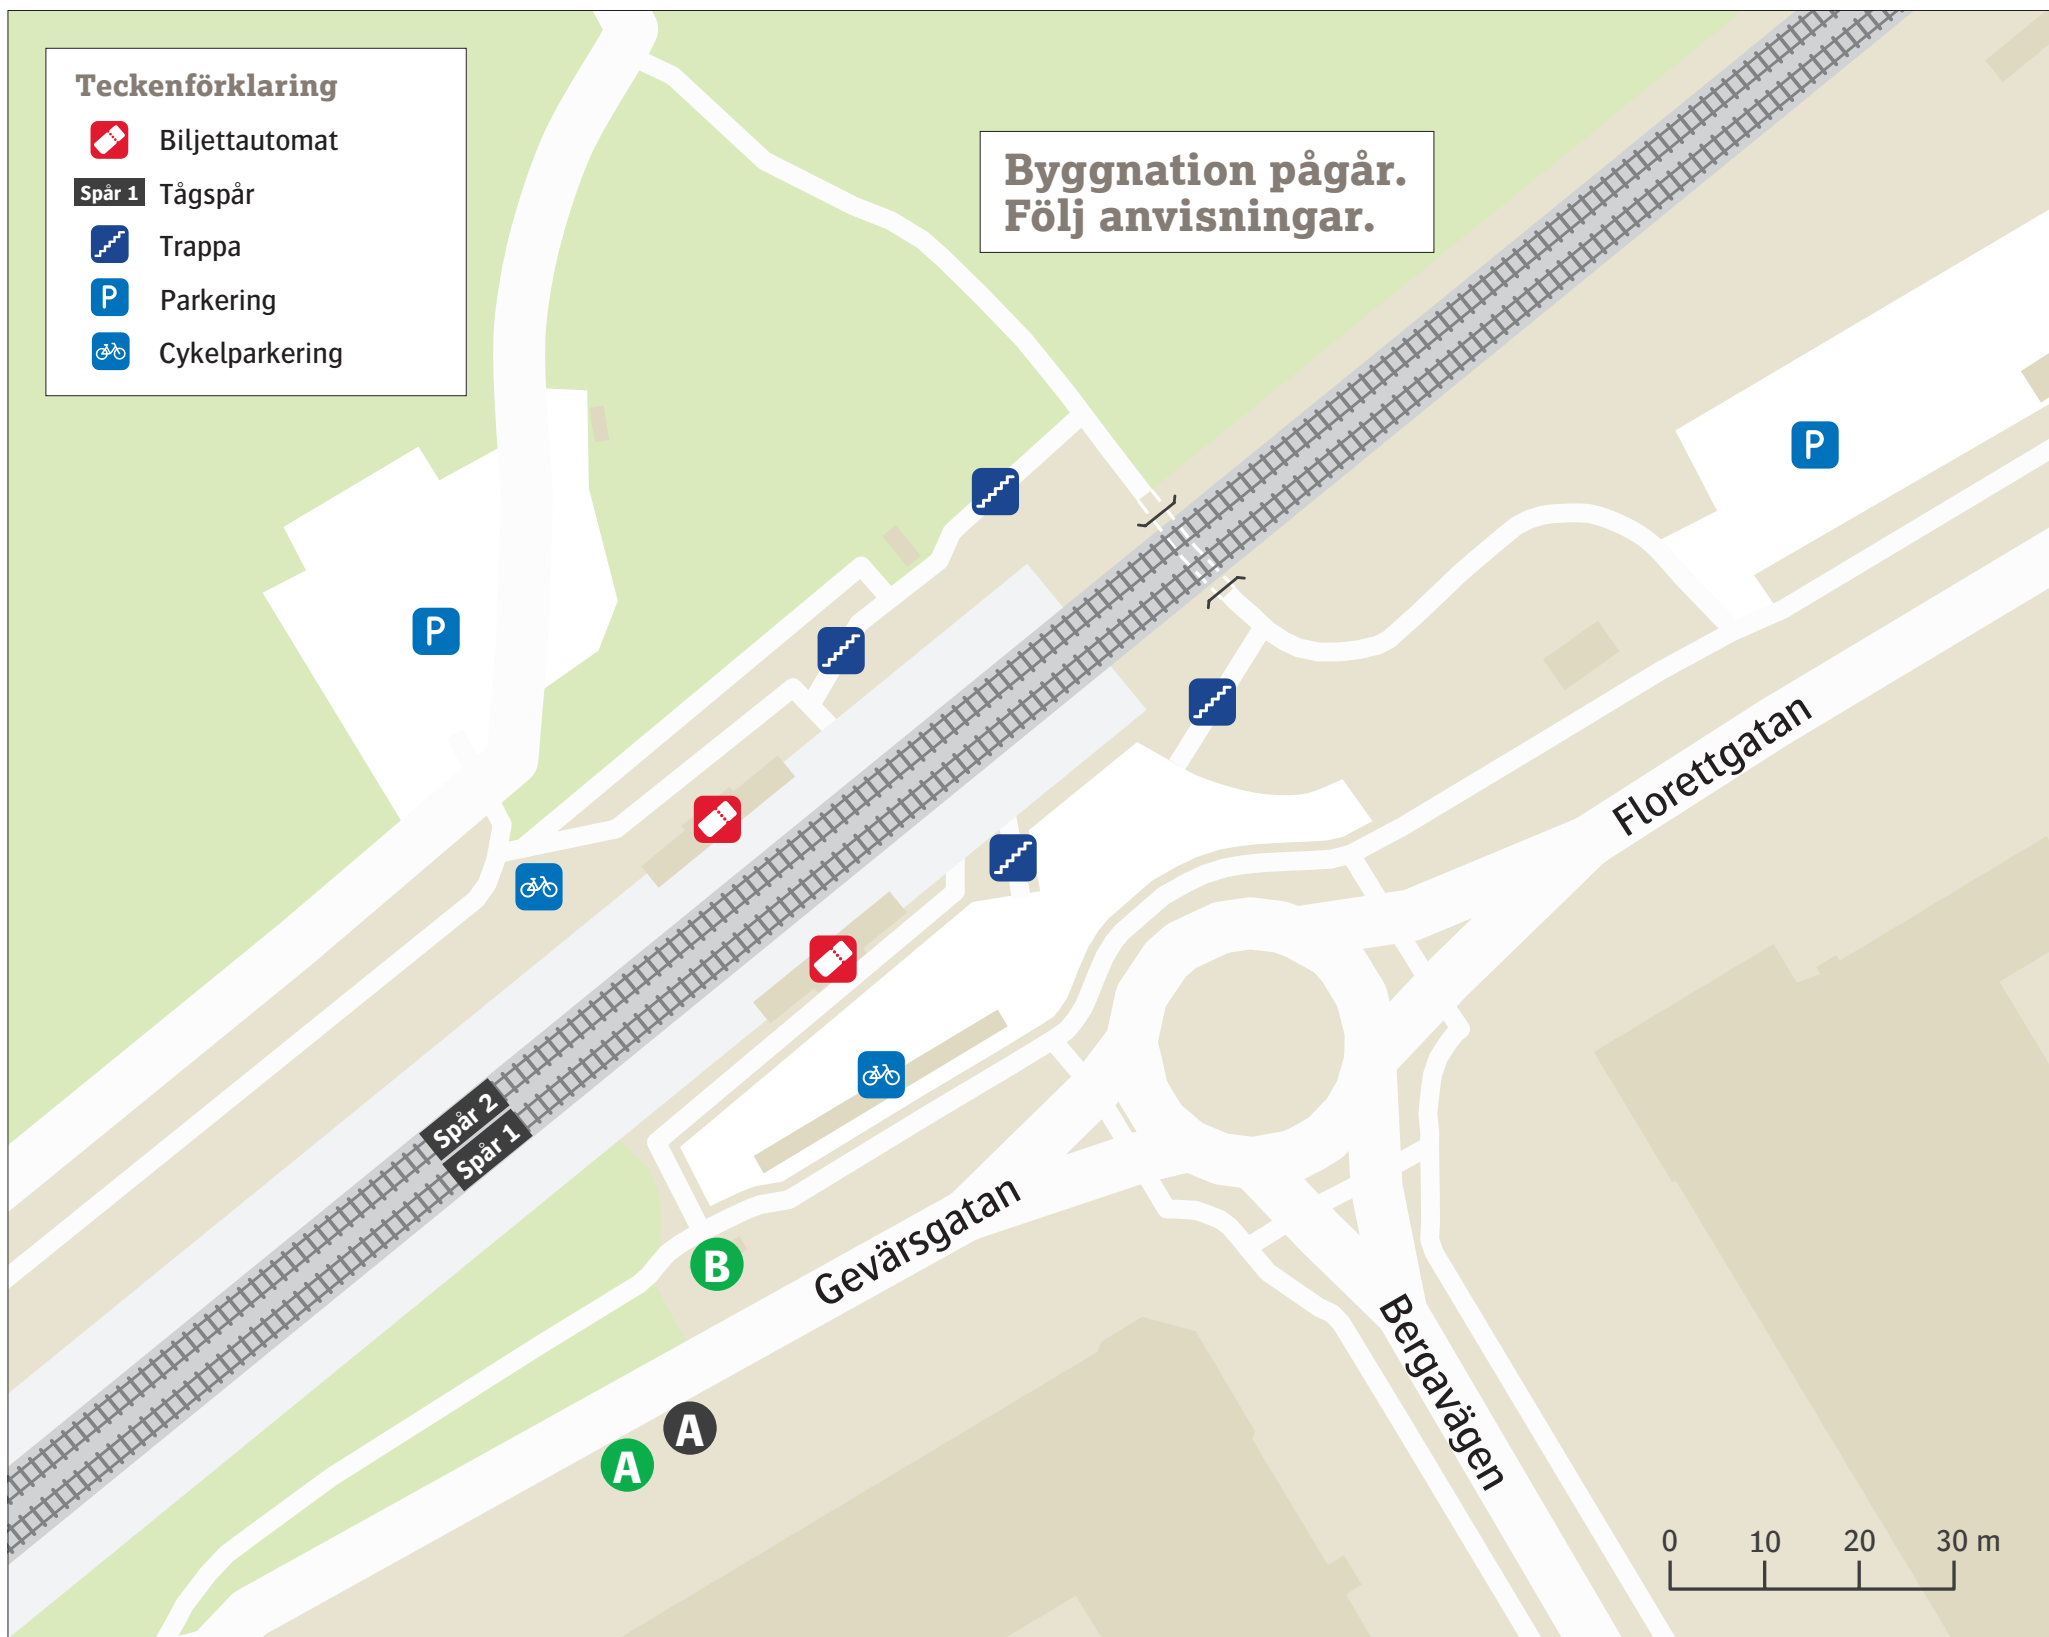 Teckenförklaring
Biljettautomat
Spår 1 Tågspår
Trappa
P Parkering
Cykelparkering
Byggnation pågår.
Följ anvisningar.
P
P
Florettgatan
Spår 2
Spår 1
Gevärsgatan
B
Bergavägen
A
A
0 10 20 30 m